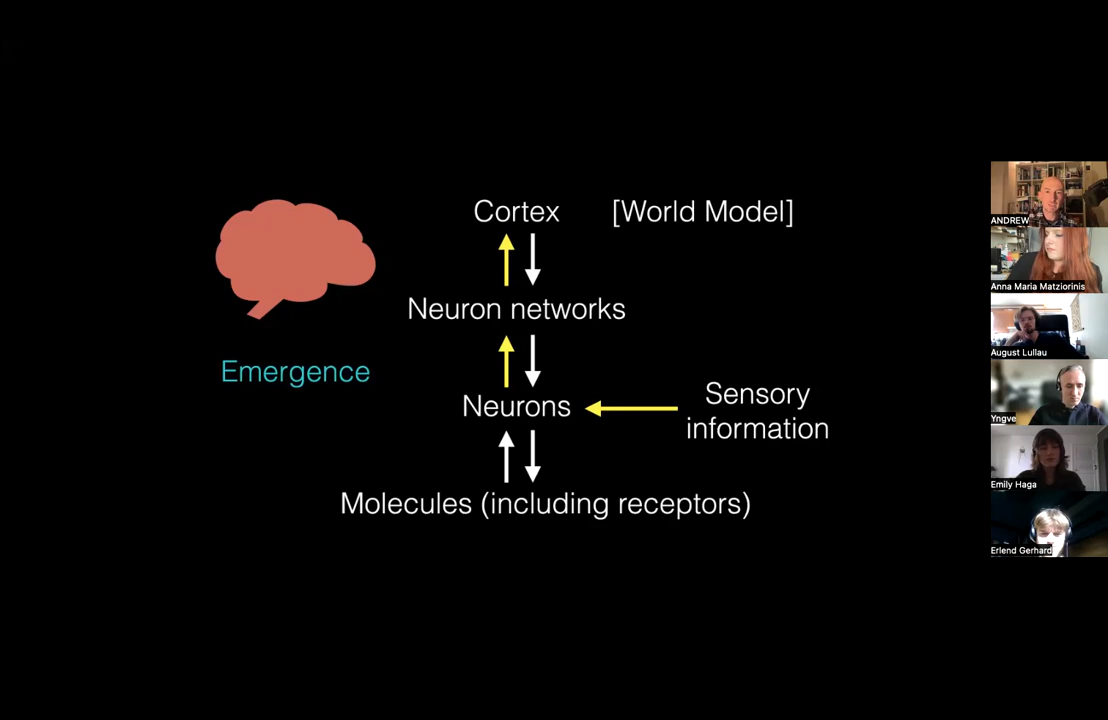 Cortex [World Model]
Neuron networks
Emergence
Neurons
Sensory
information
Molecules (including receptors)
ANDREW
Anna Maria Matziorinis
August Lullau
Yngve
Emily Haga
Erlend Gerhard